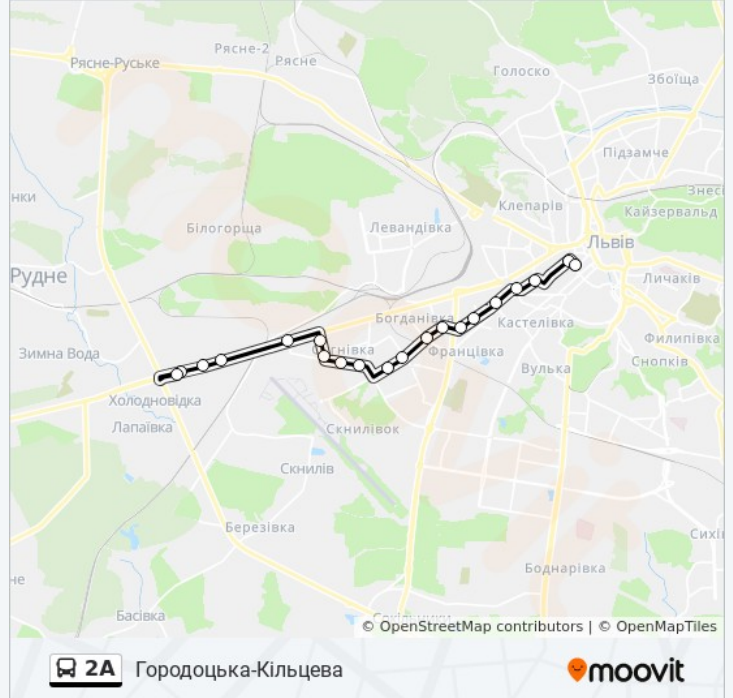 Рясне-2
Рясне-Руське
Рясне
Голоско
Збоїща
Підзамче
нки
Клепарів
Знесі
Кайзервальд
Білогорща
Левандівка
Львів
Рудне
Личаків
Богданівка
Кастелівка
Филипівка
Зимна Вода
Францівка
Снопків
Вулька
Холодновідка
Лапаївка
Скнилівок
Скнилів
Березівка
Сихі
Боднарівка
че
Басівка
© OpenStreetMap contributors | © OpenMapTiles
2А Городоцька-Кільцева
moovit